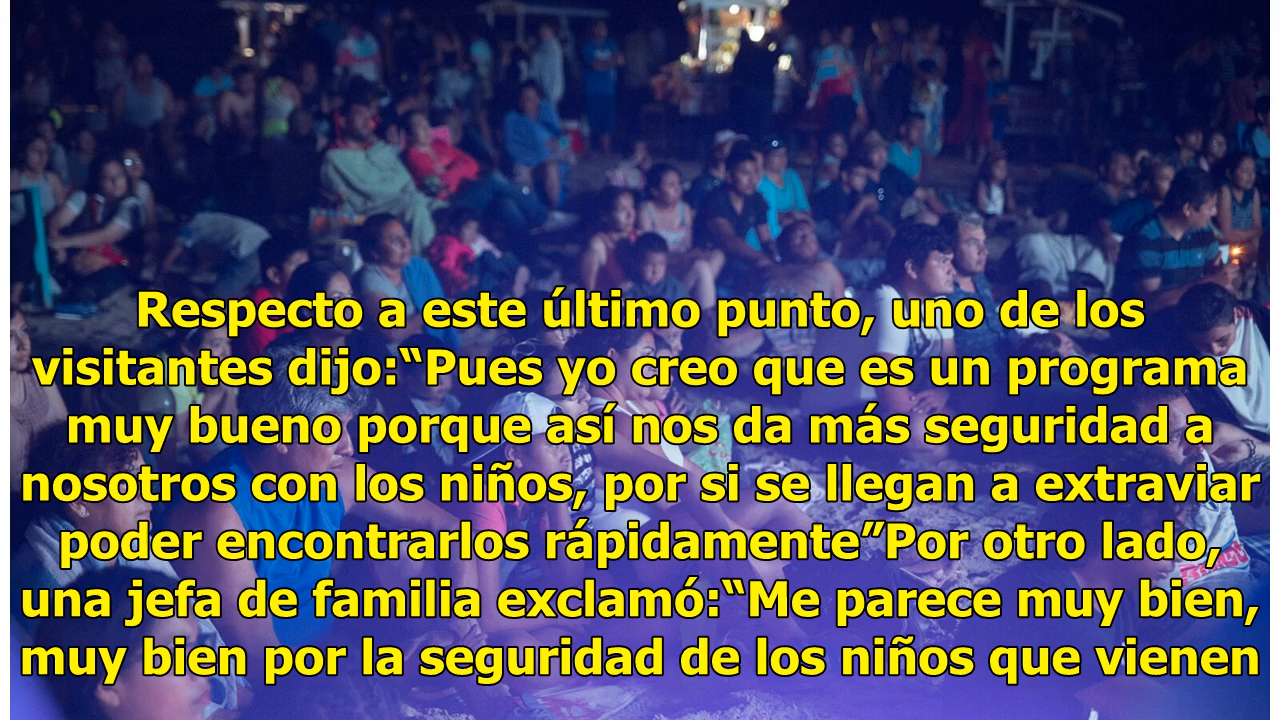 Respecto a este último punto, uno de los
visitantes dijo:“Pues yo creo que es un programa
muy bueno porque así nos da más seguridad a
nosotros con los niños, por si se llegan a extraviar
poder encontrarlos rápidamente”Por otro lado,
una jefa de familia exclamó:“Me parece muy bien,
muy bien por la seguridad de los niños que vienen